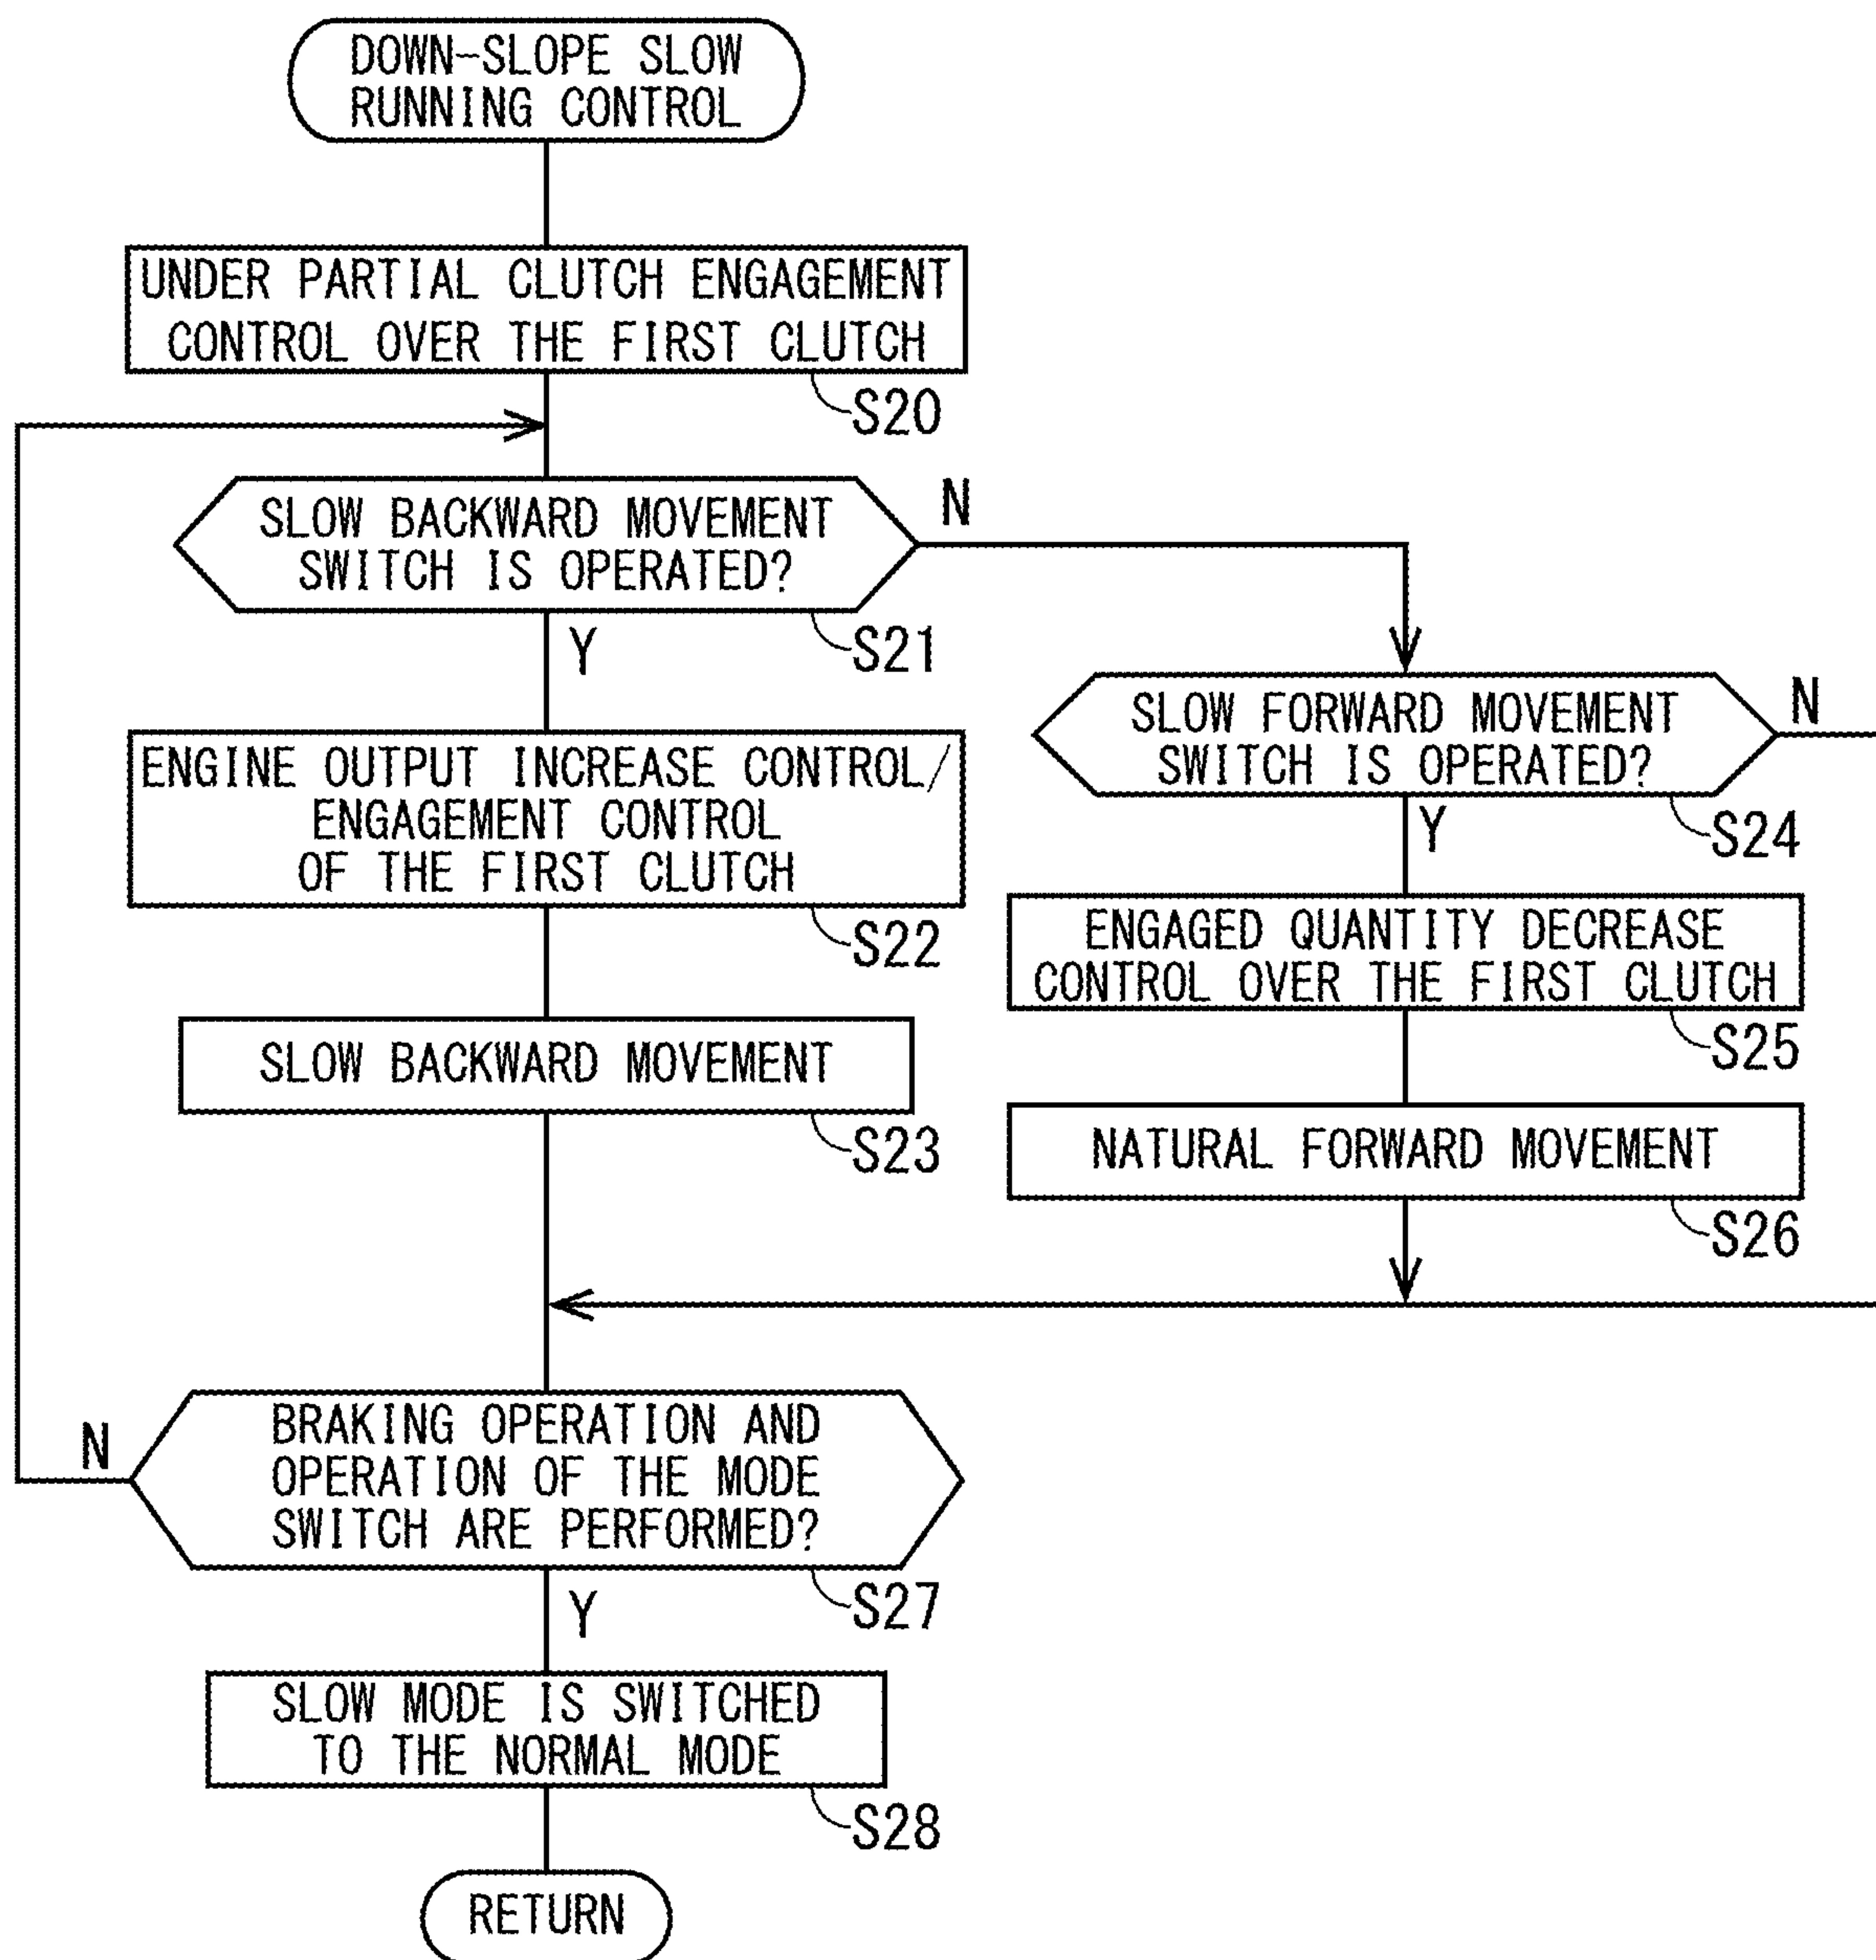 DOWN-SLOPE SLOW
RUNNING CONTROL
UNDER PARTIAL CLUTCH ENGAGEMENT
CONTROL OVER THE FIRST CLUTCH
S20
SLOW BACKWARD MOVEMENT
SWITCH IS OPERATED?
N
S21
Y
ENGINE OUTPUT INCREASE CONTROL/
ENGAGEMENT CONTROL
OF THE FIRST CLUTCH
S22
SLOW BACKWARD MOVEMENT
S23
SLOW FORWARD MOVEMENT
SWITCH IS OPERATED?
N
S24
Y
ENGAGED QUANTITY DECREASE
CONTROL OVER THE FIRST CLUTCH
S25
NATURAL FORWARD MOVEMENT
S26
BRAKING OPERATION AND
OPERATION OF THE MODE
SWITCH ARE PERFORMED?
N
S27
Y
SLOW MODE IS SWITCHED
TO THE NORMAL MODE
S28
RETURN